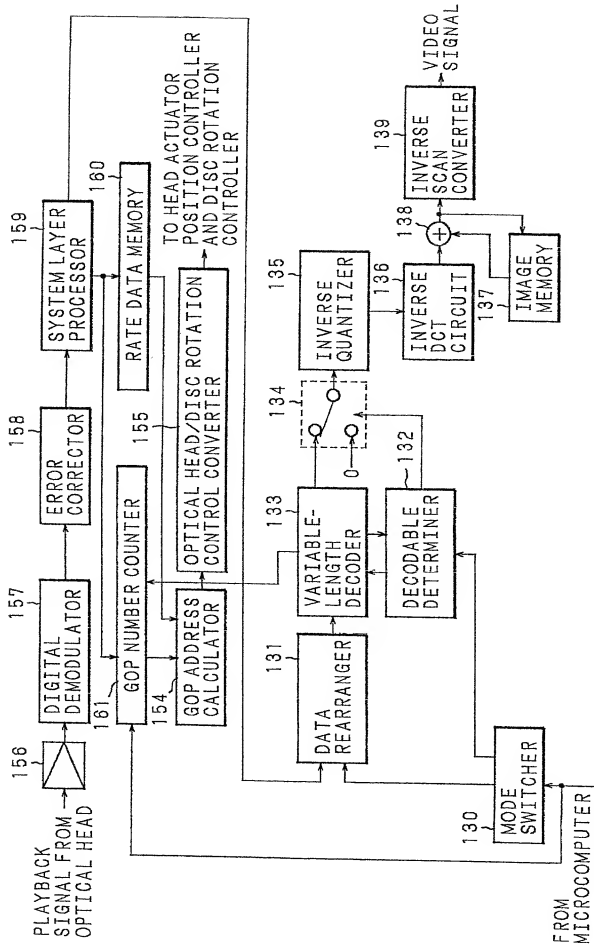 PLAYBACK
SIGNAL FROM
OPTICAL HEAD
156
157
DIGITAL
DEMODULATOR
158
ERROR
CORRECTOR
159
SYSTEM LAYER
PROCESSOR
161
GOP NUMBER COUNTER
160
RATE DATA MEMORY
154
GOP ADDRESS
CALCULATOR
155
OPTICAL HEAD/DISC ROTATION
CONTROL CONVERTER
TO HEAD ACTUATOR
POSITION CONTROLLER
AND DISC ROTATION
CONTROLLER
131
DATA
REARRANGER
133
VARIABLE-
LENGTH
DECODER
134
0
135
INVERSE
QUANTIZER
132
DECODABLE
DETERMINER
136
INVERSE
DCT
CIRCUIT
138
+
139
INVERSE
SCAN
CONVERTER
VIDEO
SIGNAL
137
IMAGE
MEMORY
130
MODE
SWITCHER
FROM
MICROCOMPUTER